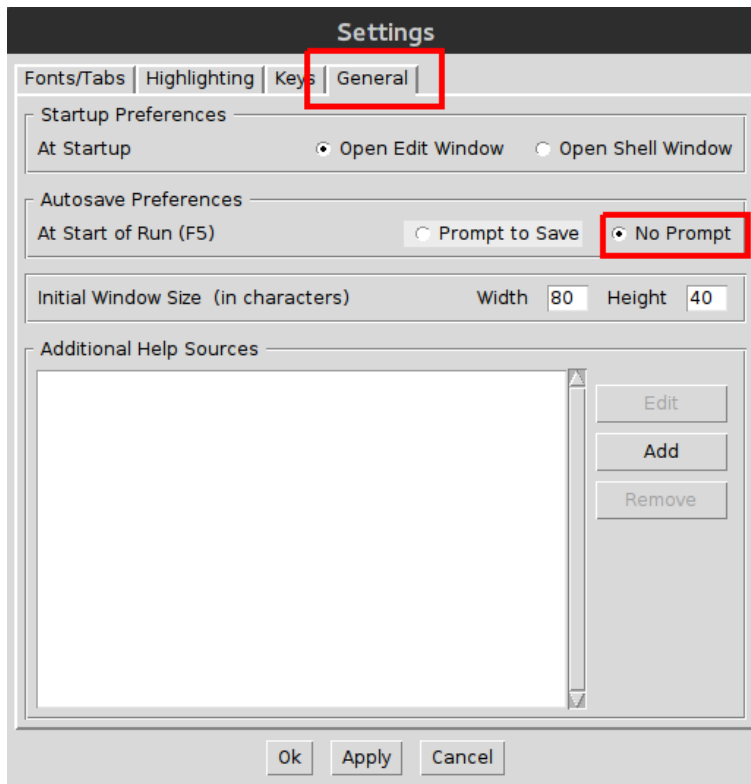 Settings
Fonts/Tabs Highlighting Keys General
Startup Preferences
At Startup Open Edit Window Open Shell Window
Autosave Preferences
At Start of Run (F5) Prompt to Save No Prompt
Initial Window Size (in characters) Width 80 Height 40
Additional Help Sources
Edit
Add
Remove
Ok Apply Cancel